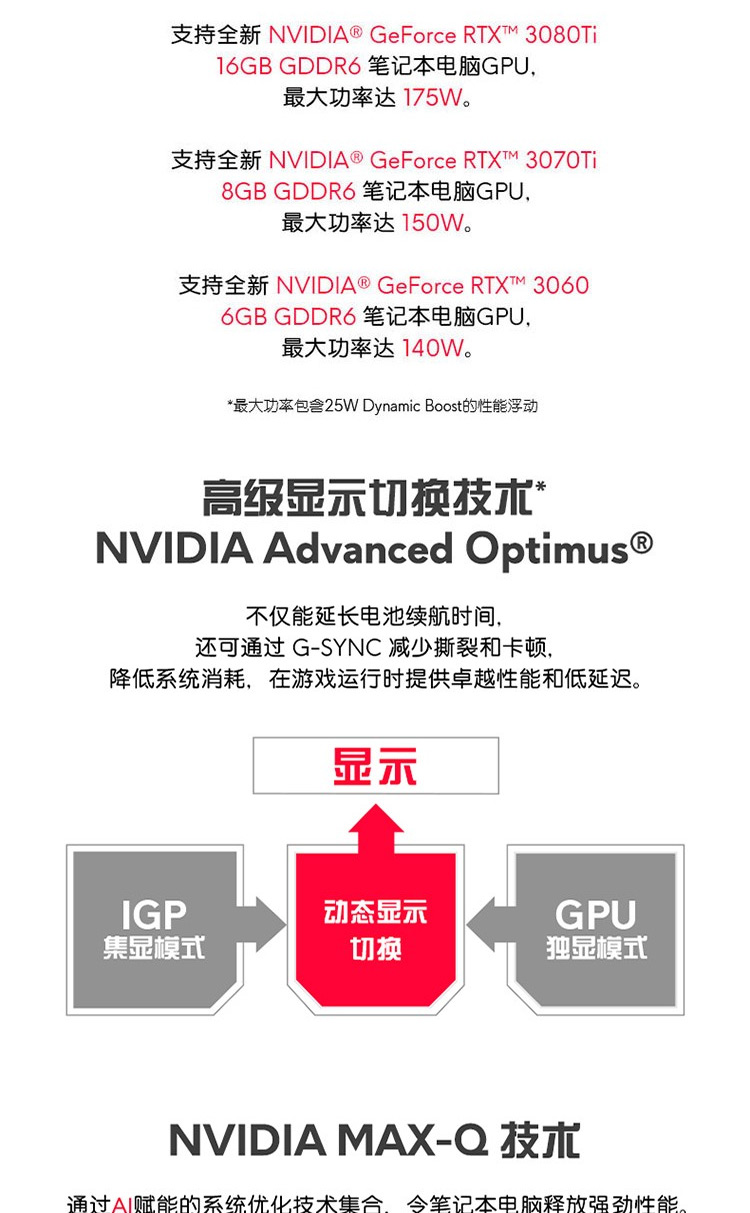 支持全新 NVIDIA® GeForce RTX™ 3080Ti
16GB GDDR6 笔记本电脑GPU,
最大功率达 175W。
支持全新 NVIDIA® GeForce RTX™ 3070Ti
8GB GDDR6 笔记本电脑GPU,
最大功率达 150W。
支持全新 NVIDIA® GeForce RTX™ 3060
6GB GDDR6 笔记本电脑GPU,
最大功率达 140W。
*最大功率包含25W Dynamic Boost的性能浮动
高级显示切换技术*
NVIDIA Advanced Optimus®
不仅能延长电池续航时间,
还可通过 G-SYNC 减少撕裂和卡顿,
降低系统消耗, 在游戏运行时提供卓越性能和低延迟。
显示
IGP
集显模式
动态显示
切换
GPU
独显模式
NVIDIA MAX-Q 技术
通过AI赋能的系统优化技术集合, 令笔记本电脑释放强劲性能。